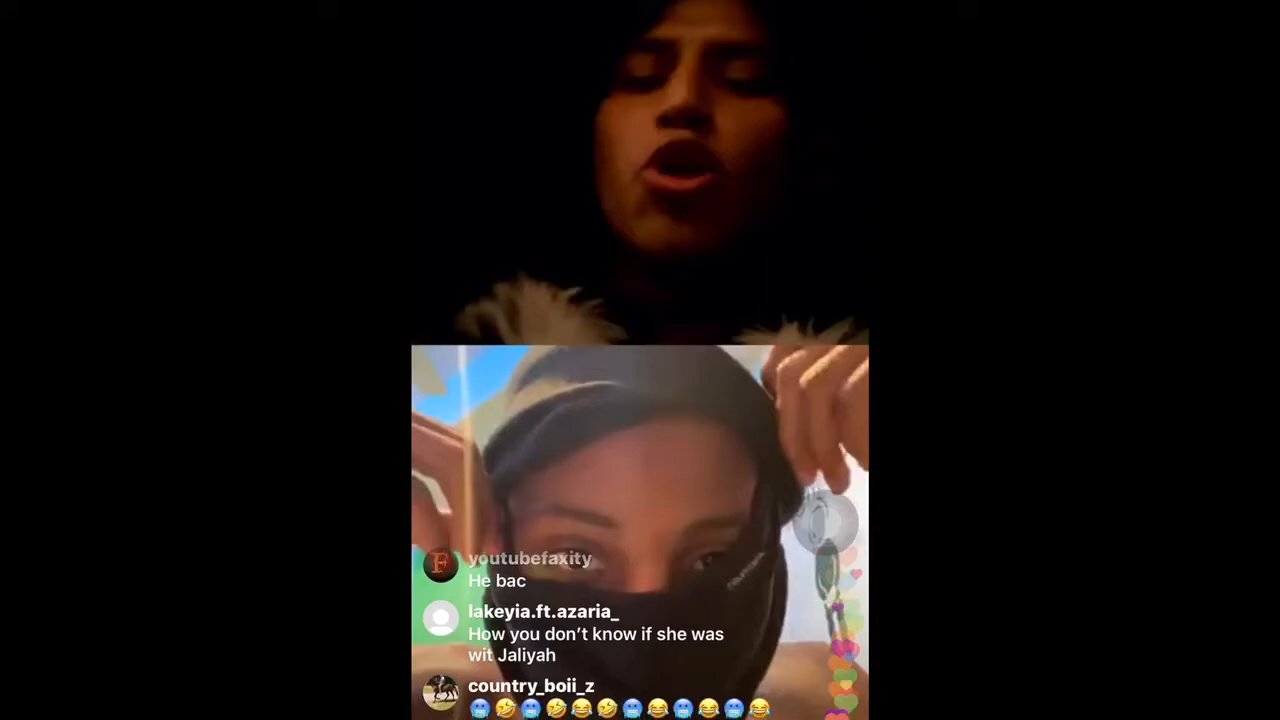 youtubefaxity
He bac
lakeyia.ft.azaria_
How you don’t know if she was
wit Jaliyah
country_boii_z
🥶🤣🥶🤣😂🤣🥶😂🥶😂🥶😂